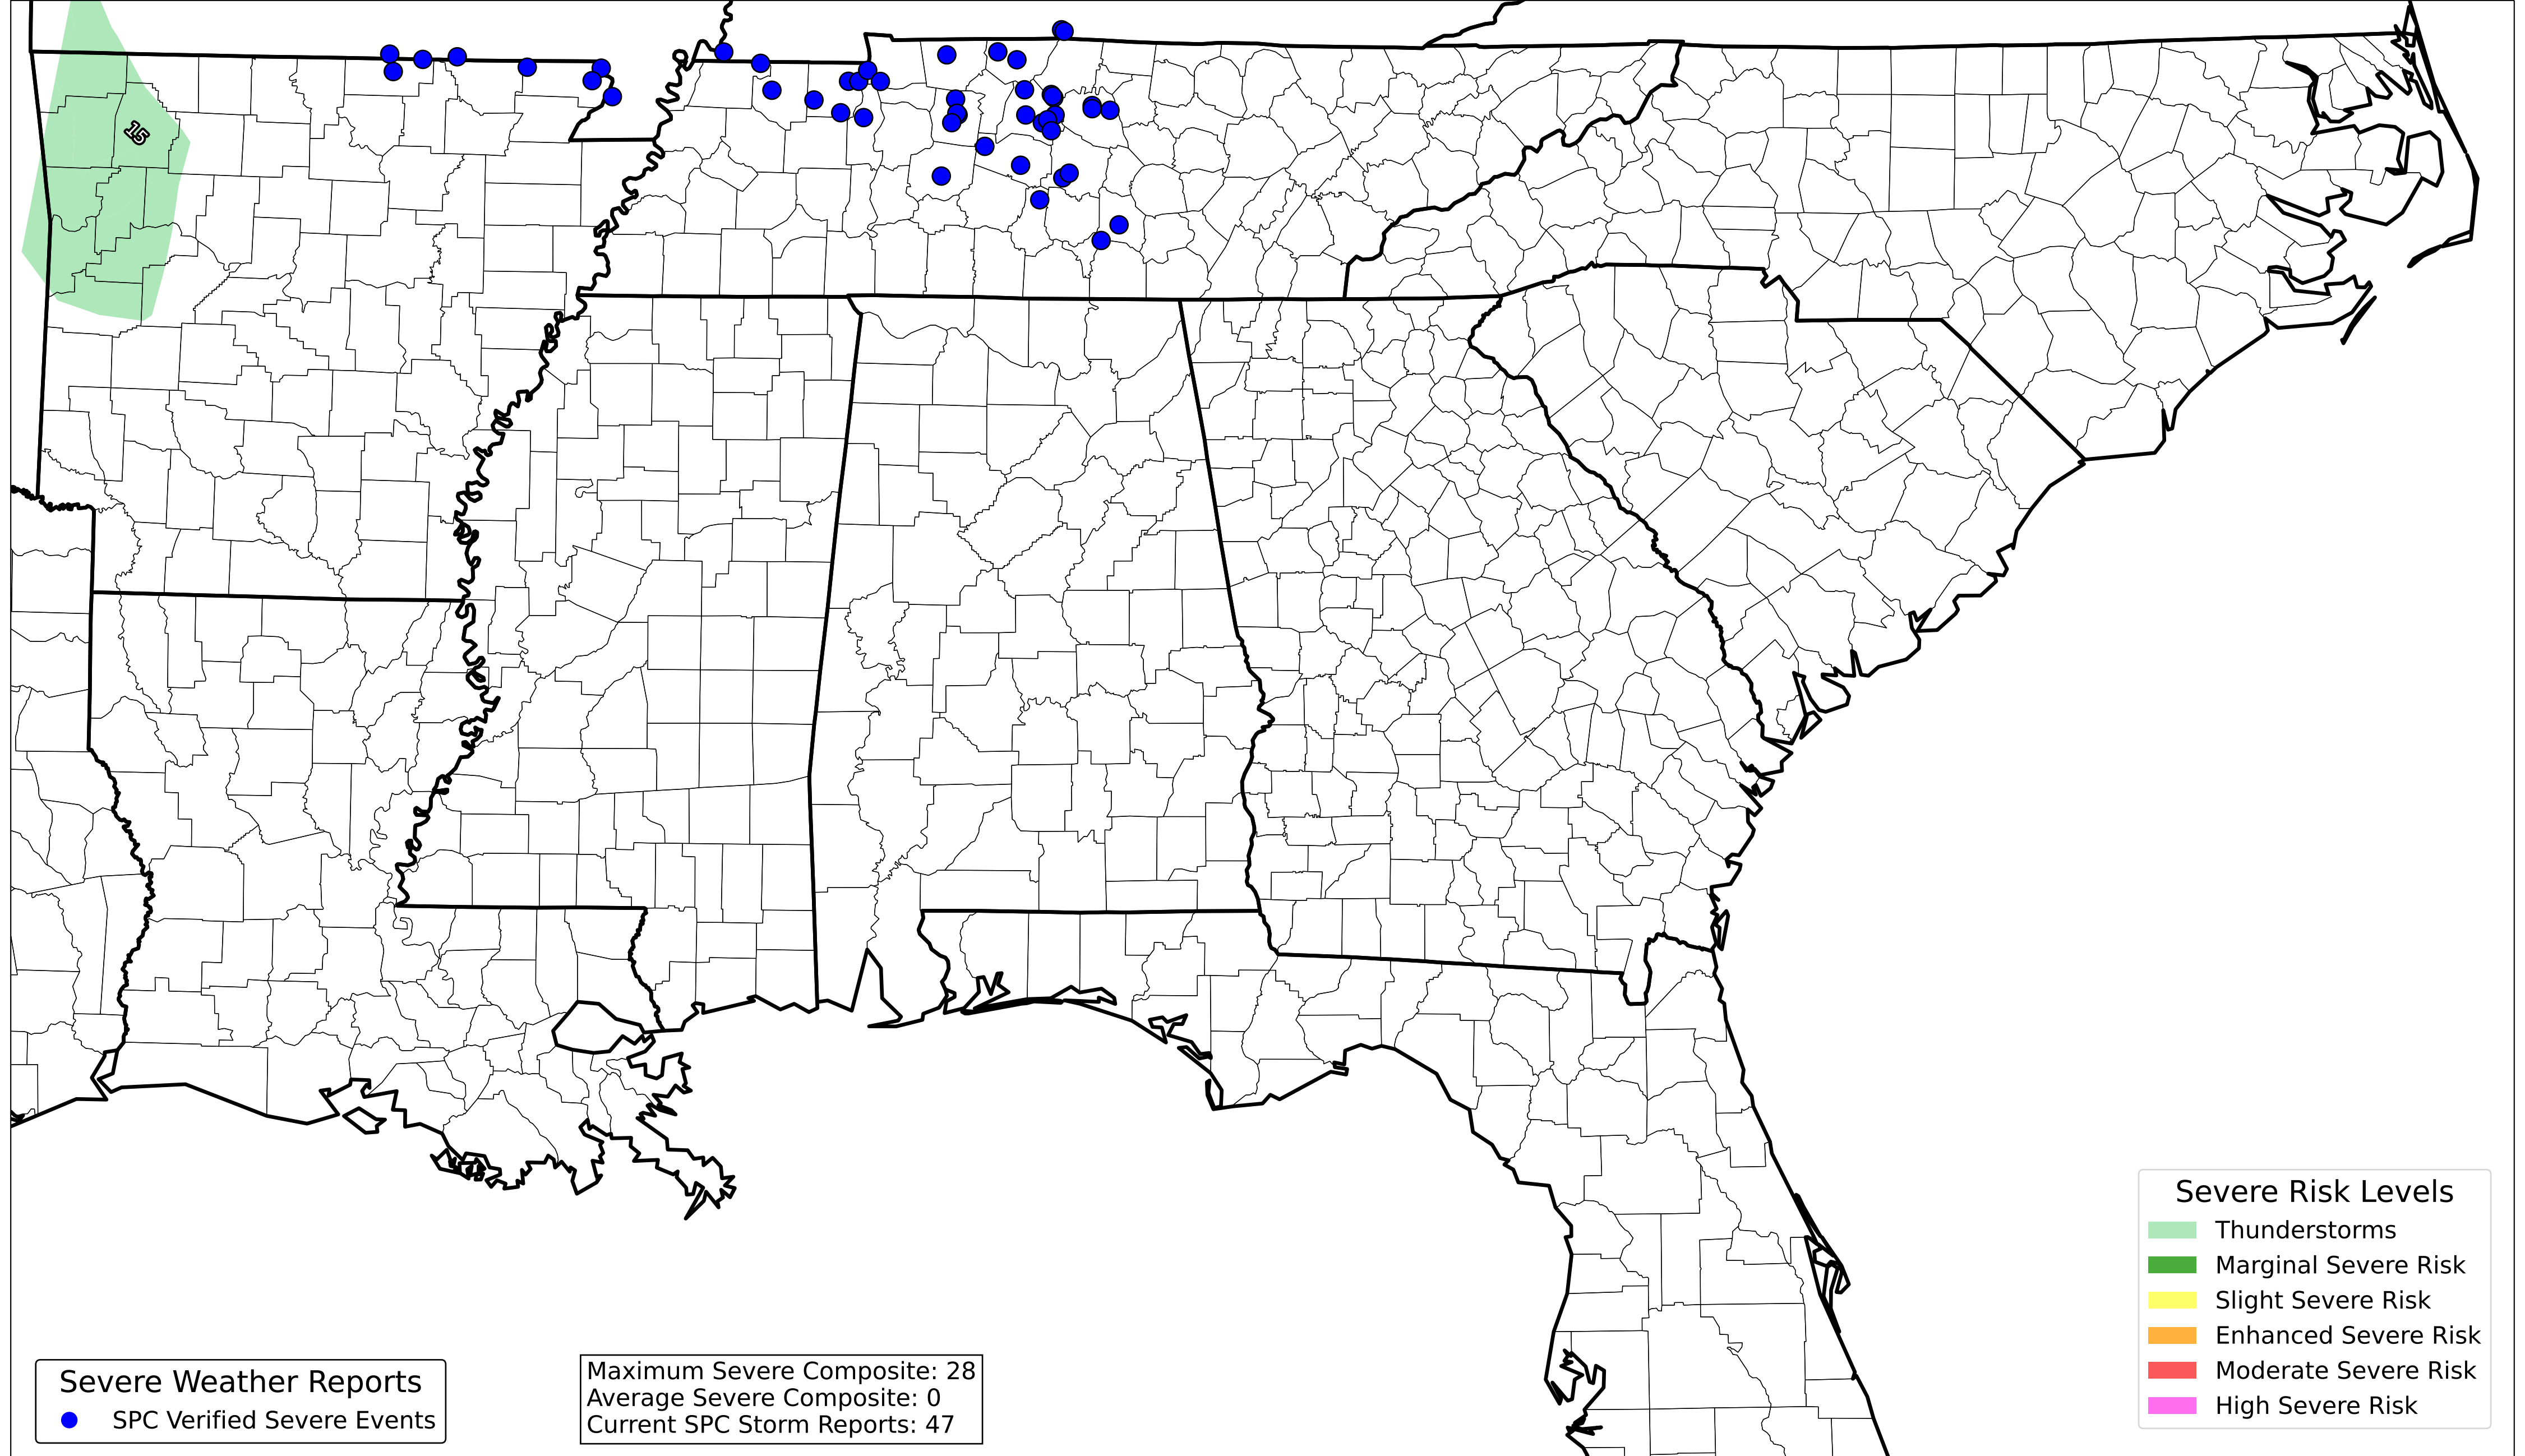 15
Severe Weather Reports
SPC Verified Severe Events
Maximum Severe Composite: 28
Average Severe Composite: 0
Current SPC Storm Reports: 47
Severe Risk Levels
Thunderstorms
Marginal Severe Risk
Slight Severe Risk
Enhanced Severe Risk
Moderate Severe Risk
High Severe Risk